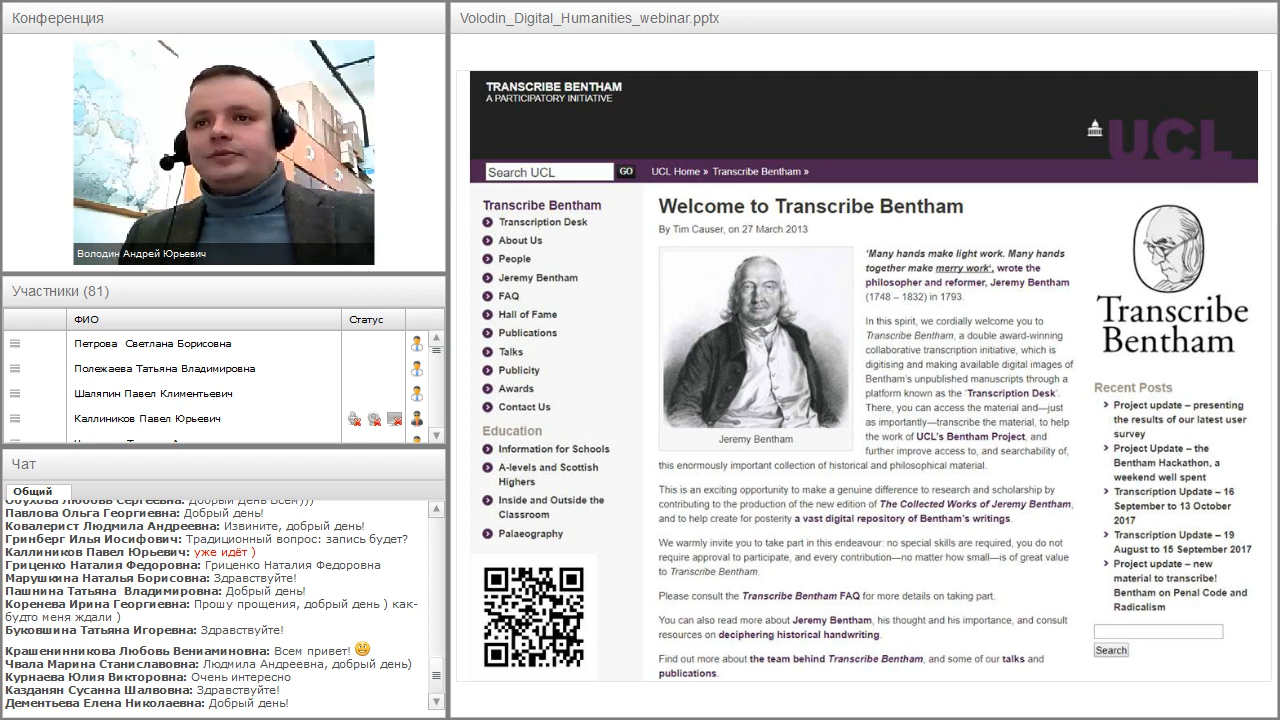 Конференция
Володин Андрей Юрьевич
Участники (81)
ФИО Статус
Петрова Светлана Борисовна
Полежаева Татьяна Владимировна
Шаляпин Павел Климентьевич
Каллиников Павел Юрьевич
Чат
Общий
Обухова Любовь Сергеевна: Добрый день всем)))
Павлова Ольга Георгиевна: Добрый день!
Ковалерист Людмила Андреевна: Извините, добрый день!
Гринберг Илья Иосифович: Традиционный вопрос: запись будет?
Каллиников Павел Юрьевич: уже идёт )
Гриценко Наталия Федоровна: Гриценко Наталия Федоровна
Марушкина Наталья Борисовна: Здравствуйте!
Пашнина Татьяна Владимировна: Добрый день!
Коренева Ирина Георгиевна: Прошу прощения, добрый день ) как-
будто меня ждали )
Буковшина Татьяна Игоревна: Здравствуйте!
Крашенинникова Любовь Вениаминовна: Всем привет!
Чвала Марина Станиславовна: Людмила Андреевна, добрый день)
Курнаева Юлия Викторовна: Очень интересно
Казданян Сусанна Шалвовна: Здравствуйте!
Дементьева Елена Николаевна: Добрый день!
Volodin_Digital_Humanities_webinar.pptx
TRANSCRIBE BENTHAM
A PARTICIPATORY INITIATIVE
UCL
Search UCL GO UCL Home » Transcribe Bentham »
Transcribe Bentham
Transcription Desk
About Us
People
Jeremy Bentham
FAQ
Hall of Fame
Publications
Talks
Publicity
Awards
Contact Us
Education
Information for Schools
A-levels and Scottish
Highers
Inside and Outside the
Classroom
Palaeography
Welcome to Transcribe Bentham
By Tim Causer, on 27 March 2013
Jeremy Bentham
‘Many hands make light work. Many hands
together make merry work‘, wrote the
philosopher and reformer, Jeremy Bentham
(1748 – 1832) in 1793.
In this spirit, we cordially welcome you to
Transcribe Bentham, a double award-winning
collaborative transcription initiative, which is
digitising and making available digital images of
Bentham’s unpublished manuscripts through a
platform known as the ‘Transcription Desk‘.
There, you can access the material and—just
as importantly—transcribe the material, to help
the work of UCL’s Bentham Project, and
further improve access to, and searchability of,
this enormously important collection of historical and philosophical material.
This is an exciting opportunity to make a genuine difference to research and scholarship by
contributing to the production of the new edition of The Collected Works of Jeremy Bentham,
and to help create for posterity a vast digital repository of Bentham’s writings.
We warmly invite you to take part in this endeavour: no special skills are required, you do not
require approval to participate, and every contribution—no matter how small—is of great value
to Transcribe Bentham.
Please consult the Transcribe Bentham FAQ for more details on taking part.
You can also read more about Jeremy Bentham, his thought and his importance, and consult
resources on deciphering historical handwriting.
Find out more about the team behind Transcribe Bentham, and some of our talks and
publications.
Transcribe
Bentham
Recent Posts
Project update – presenting
the results of our latest user
survey
Project Update – the
Bentham Hackathon, a
weekend well spent
Transcription Update – 16
September to 13 October
2017
Transcription Update – 19
August to 15 September 2017
Project update – new
material to transcribe!
Bentham on Penal Code and
Radicalism
Search